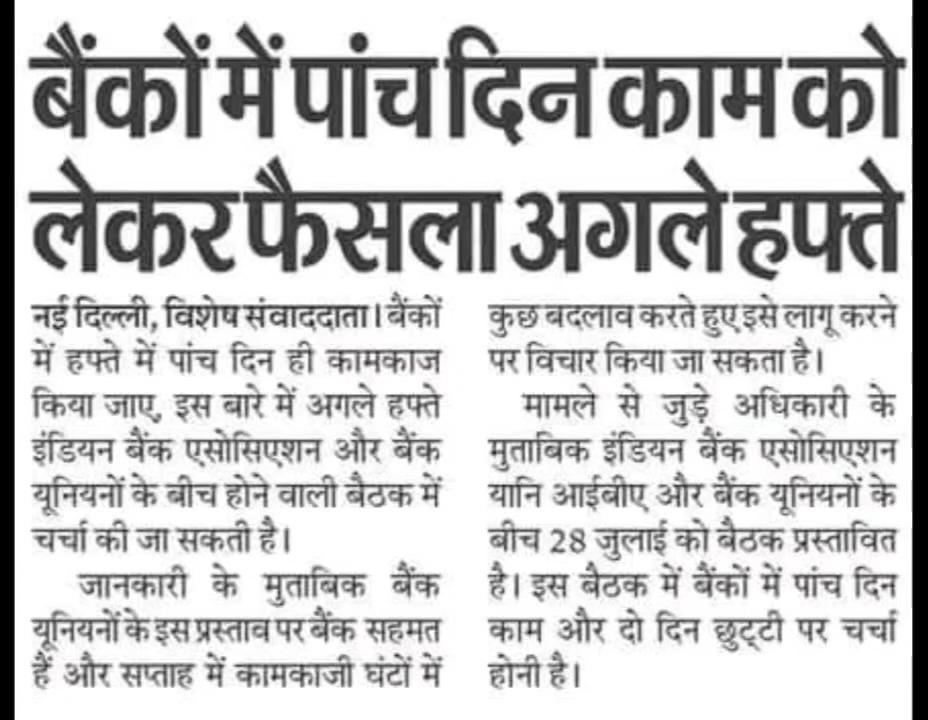 बैंकों में पांच दिन काम को
लेकर फैसला अगले हफ्ते
नई दिल्ली, विशेष संवाददाता। बैंकों
में हफ्ते में पांच दिन ही कामकाज
किया जाए, इस बारे में अगले हफ्ते
इंडियन बैंक एसोसिएशन और बैंक
यूनियनों के बीच होने वाली बैठक में
चर्चा की जा सकती है।
जानकारी के मुताबिक बैंक
यूनियनों के इस प्रस्ताव पर बैंक सहमत
हैं और सप्ताह में कामकाजी घंटों में
कुछ बदलाव करते हुए इसे लागू करने
पर विचार किया जा सकता है।
मामले से जुड़े अधिकारी के
मुताबिक इंडियन बैंक एसोसिएशन
यानि आईबीए और बैंक यूनियनों के
बीच 28 जुलाई को बैठक प्रस्तावित
है। इस बैठक में बैंकों में पांच दिन
काम और दो दिन छुट्टी पर चर्चा
होनी है।